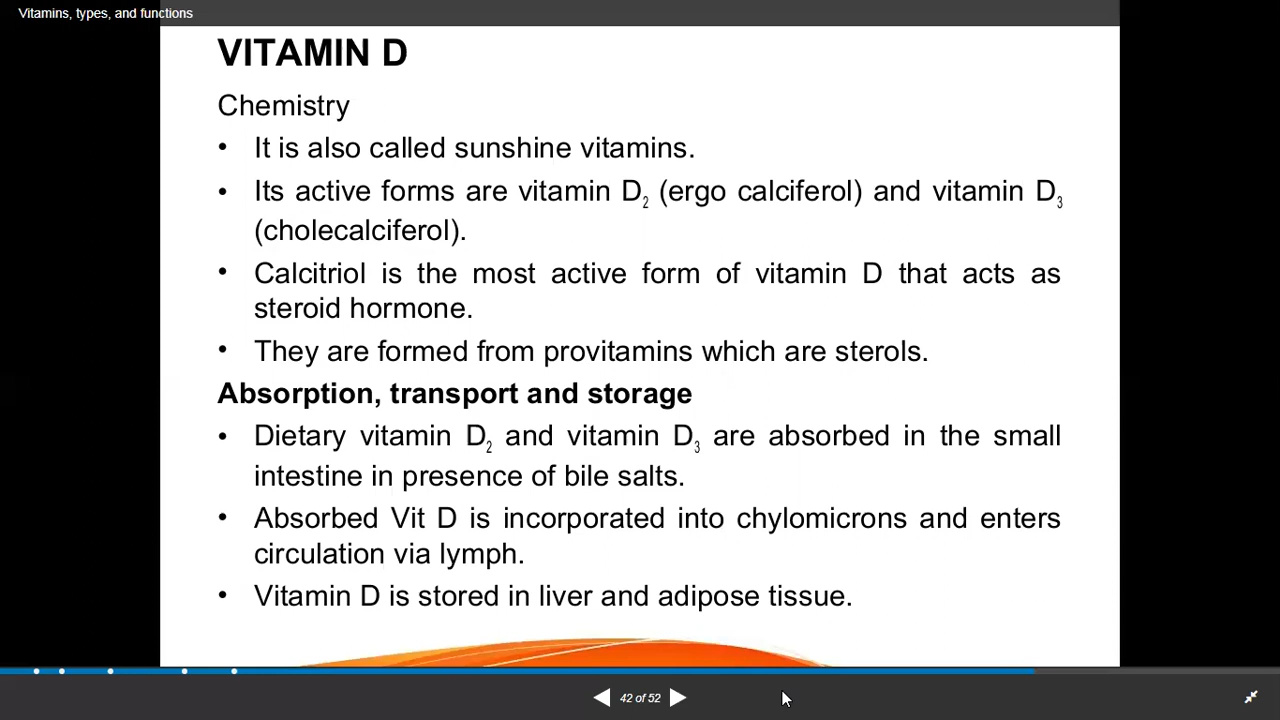 Vitamins, types, and functions
VITAMIN D
Chemistry
• It is also called sunshine vitamins.
• Its active forms are vitamin D₂ (ergo calciferol) and vitamin D₃
(cholecalciferol).
• Calcitriol is the most active form of vitamin D that acts as
steroid hormone.
• They are formed from provitamins which are sterols.
Absorption, transport and storage
• Dietary vitamin D₂ and vitamin D₃ are absorbed in the small
intestine in presence of bile salts.
• Absorbed Vit D is incorporated into chylomicrons and enters
circulation via lymph.
• Vitamin D is stored in liver and adipose tissue.
42 of 52